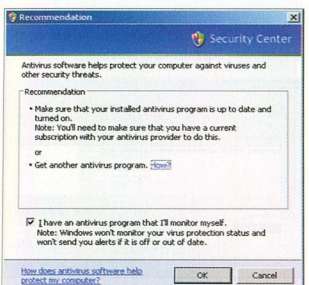 Recommendation
Security Center
Antivirus software helps protect your computer against viruses and
other security threats.
Recommendation
• Make sure that your installed antivirus program is up to date and
turned on.
Note: You'll need to make sure that you have a current
subscription with your antivirus provider to do this.
or
• Get another antivirus program. How?
I have an antivirus program that I'll monitor myself.
Note: Windows won't monitor your virus protection status and
won't send you alerts if it is off or out of date.
How does antivirus software help
protect my computer?
OK
Cancel